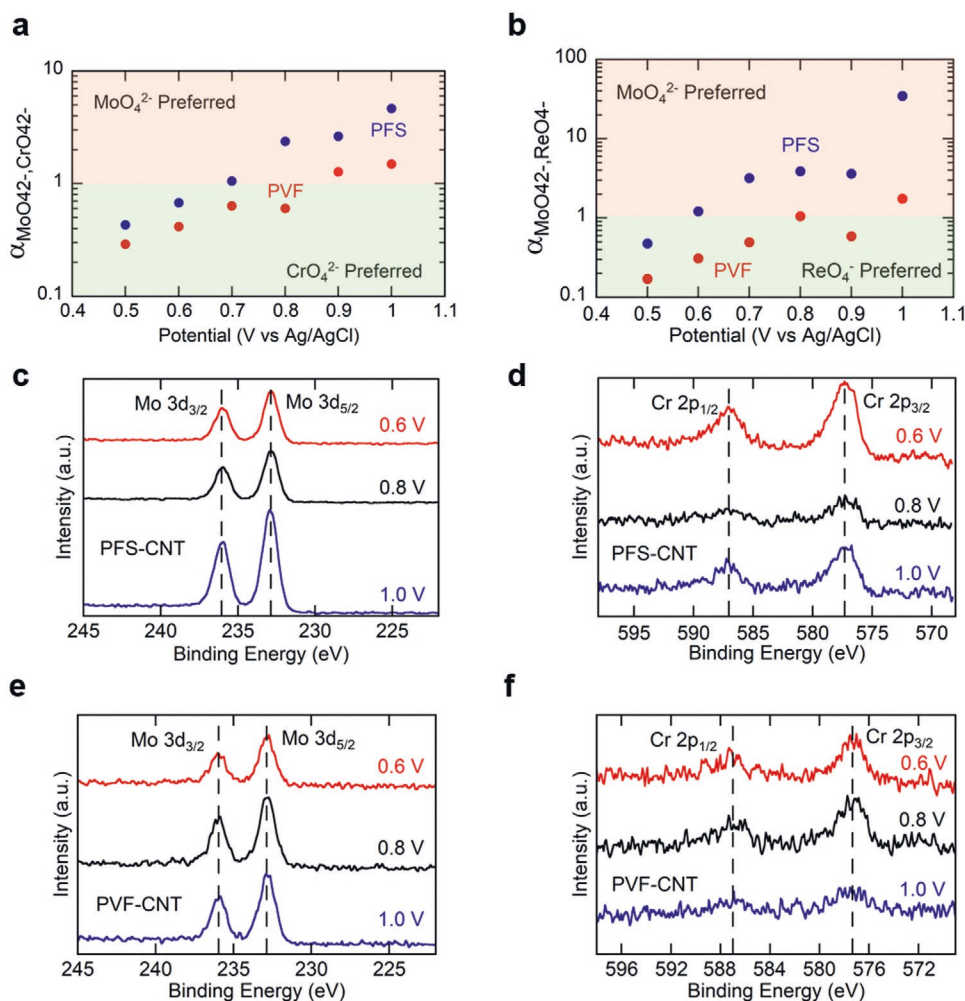 a
10
MoO₄²⁻ Preferred
PFS
1
PVF
CrO₄²⁻ Preferred
0.1
αMoO42-,CrO42-
0.4 0.5 0.6 0.7 0.8 0.9 1 1.1
Potential (V vs Ag/AgCl)
b
100
MoO₄²⁻ Preferred
10
PFS
1
PVF
ReO₄⁻ Preferred
0.1
αMoO42-,ReO4-
0.4 0.5 0.6 0.7 0.8 0.9 1 1.1
Potential (V vs Ag/AgCl)
c
Mo 3d₃/₂ Mo 3d₅/₂
0.6 V
0.8 V
PFS-CNT
1.0 V
Intensity (a.u.)
245 240 235 230 225
Binding Energy (eV)
d
Cr 2p₁/₂ Cr 2p₃/₂
0.6 V
0.8 V
PFS-CNT
1.0 V
Intensity (a.u.)
595 590 585 580 575 570
Binding Energy (eV)
e
Mo 3d₃/₂ Mo 3d₅/₂
0.6 V
0.8 V
PVF-CNT
1.0 V
Intensity (a.u.)
245 240 235 230 225
Binding Energy (eV)
f
Cr 2p₁/₂ Cr 2p₃/₂
0.6 V
0.8 V
PVF-CNT
1.0 V
Intensity (a.u.)
596 592 588 584 580 576 572
Binding Energy (eV)